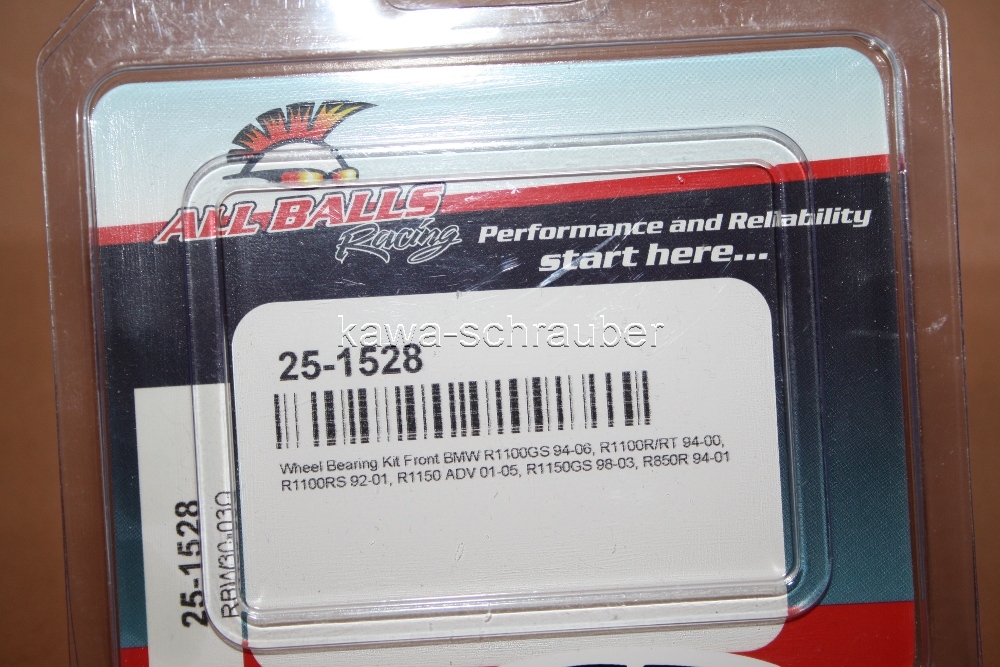 ALL BALLS
Racing
Performance and Reliability
start here...
kawa-schrauber
25-1528
Wheel Bearing Kit Front BMW R1100GS 94-06, R1100R/RT 94-00,
R1100RS 92-01, R1150 ADV 01-05, R1150GS 98-03, R850R 94-01
25-1528